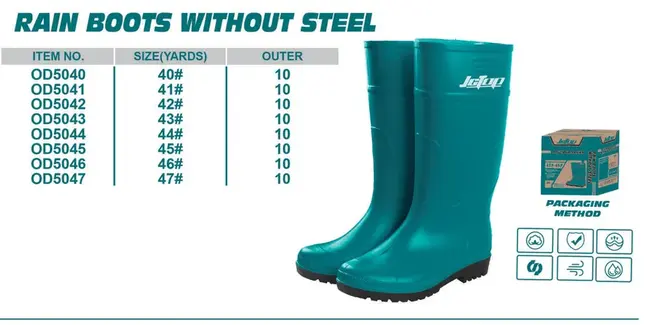 RAIN BOOTS WITHOUT STEEL
ITEM NO. SIZE(YARDS) OUTER
OD5040 40# 10
OD5041 41# 10
OD5042 42# 10
OD5043 43# 10
OD5044 44# 10
OD5045 45# 10
OD5046 46# 10
OD5047 47# 10
JcTop
PACKAGING
METHOD